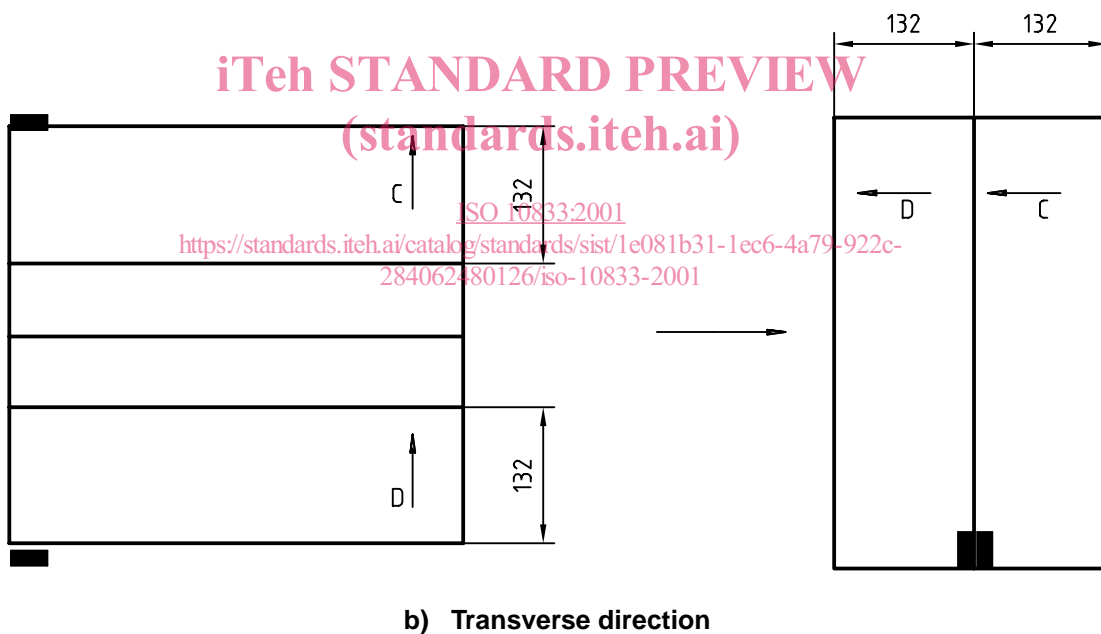 132
132
iTeh STANDARD PREVIEW
(standards.iteh.ai)
C
132
D
C
ISO 10833:2001
https://standards.iteh.ai/catalog/standards/sist/1e081b31-1ec6-4a79-922c-
284062480126/iso-10833-2001
132
D
b) Transverse direction